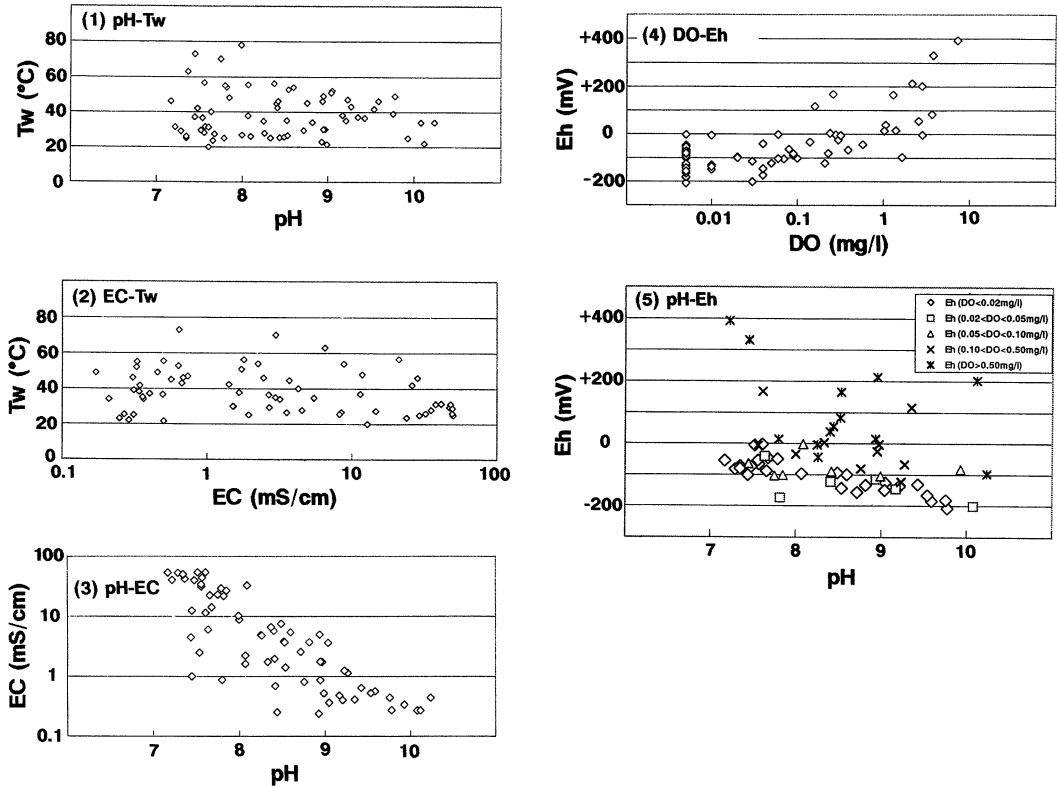 (1) pH-Tw
80
60
40
20
0
Tw (°C)
7 8 9 10
pH
(2) EC-Tw
80
60
40
20
0
Tw (°C)
0.1 1 10 100
EC (mS/cm)
(3) pH-EC
100
10
1
0.1
EC (mS/cm)
7 8 9 10
pH
(4) DO-Eh
+400
+200
0
-200
Eh (mV)
0.01 0.1 1 10
DO (mg/l)
(5) pH-Eh
Eh (DO<0.02mg/l)
Eh (0.02<DO<0.05mg/l)
Eh (0.05<DO<0.10mg/l)
Eh (0.10<DO<0.50mg/l)
Eh (DO>0.50mg/l)
+400
+200
0
-200
Eh (mV)
7 8 9 10
pH